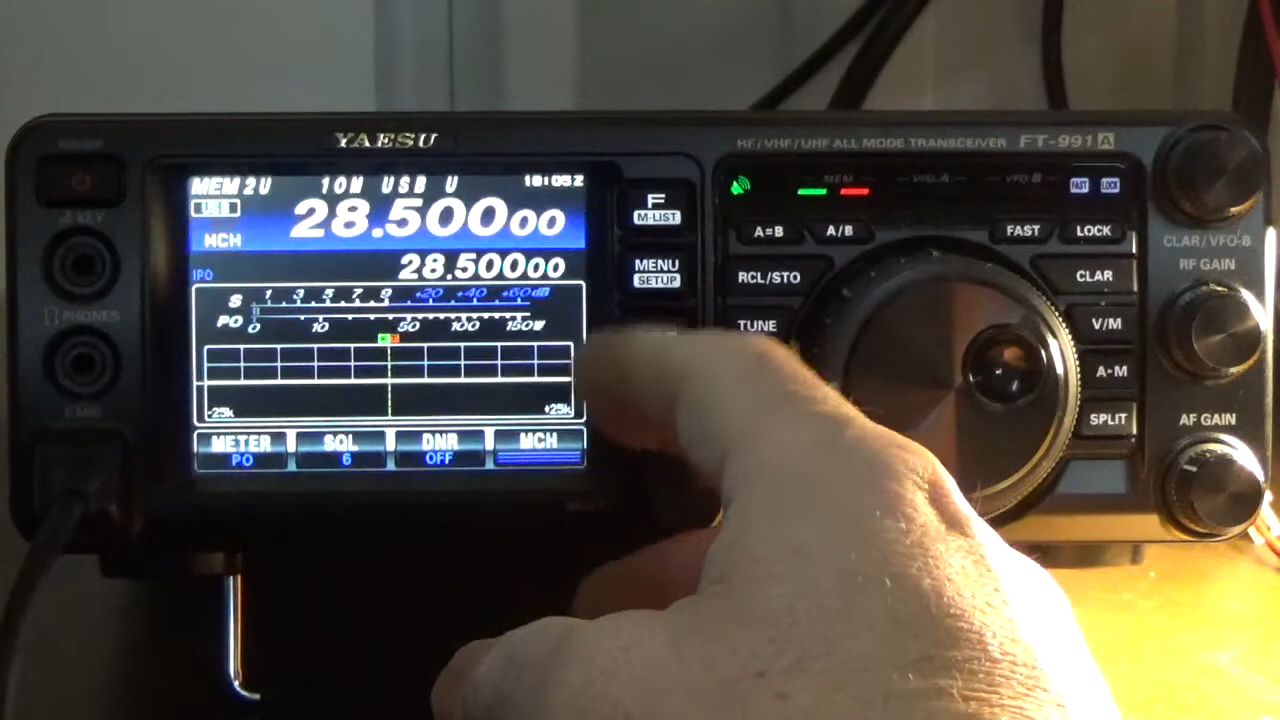 YAESU
HF/VHF/UHF ALL MODE TRANSCEIVER FT-991A
MEM 2U 10M USB U 18:05Z
USB
28.50000
MCH
IPO
28.50000
S 1 3 5 7 9 +20 +40 +60dB
PO 0 10 50 100 150W
-25k +25k
METER SQL DNR MCH
PO 6 OFF
KEY
PHONES
F
M-LIST
MENU
SETUP
MEM VFO-A VFO-B
FAST LOCK
A=B A/B FAST LOCK
RCL/STO CLAR
TUNE V/M
A▸M
SPLIT
CLAR/VFO-B
RF GAIN
AF GAIN